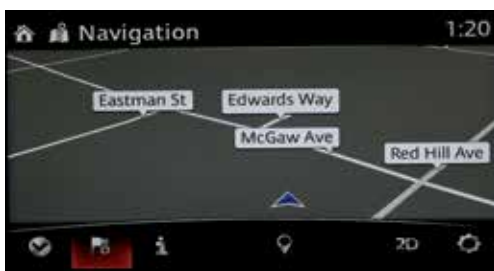 Navigation 1:20
Eastman St Edwards Way
McGaw Ave
Red Hill Ave
2D